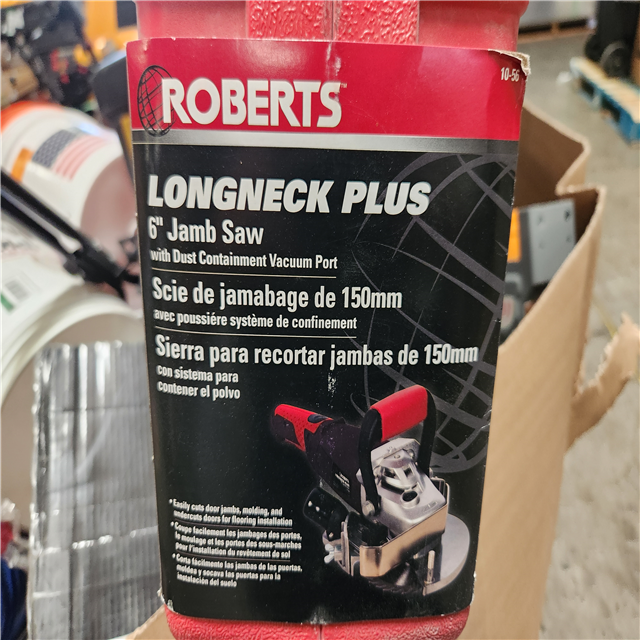 10-56
ROBERTS™
LONGNECK PLUS
6" Jamb Saw
with Dust Containment Vacuum Port
Scie de jamabage de 150mm
avec poussière système de confinement
Sierra para recortar jambas de 150mm
con sistema para
contener el polvo
* Easily cuts door jambs, molding, and
undercuts doors for flooring installation
* Coupe facilement les jambages des portes,
le moulage et les portes des sous-marches
pour l'installation du revêtement de sol
* Corta fácilmente las jambas de las puertas,
moldea y socava las puertas para la
instalación del suelo